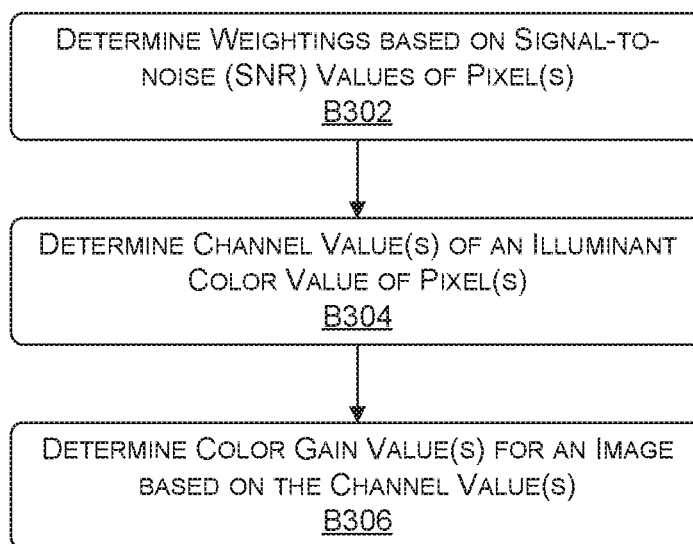 DETERMINE WEIGHTINGS BASED ON SIGNAL-TO-
NOISE (SNR) VALUES OF PIXEL(S)
B302
DETERMINE CHANNEL VALUE(S) OF AN ILLUMINANT
COLOR VALUE OF PIXEL(S)
B304
DETERMINE COLOR GAIN VALUE(S) FOR AN IMAGE
BASED ON THE CHANNEL VALUE(S)
B306